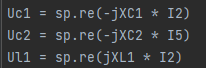 Uc1 = sp.re(-jXC1 * I2)
Uc2 = sp.re(-jXC2 * I5)
Ul1 = sp.re(jXL1 * I2)